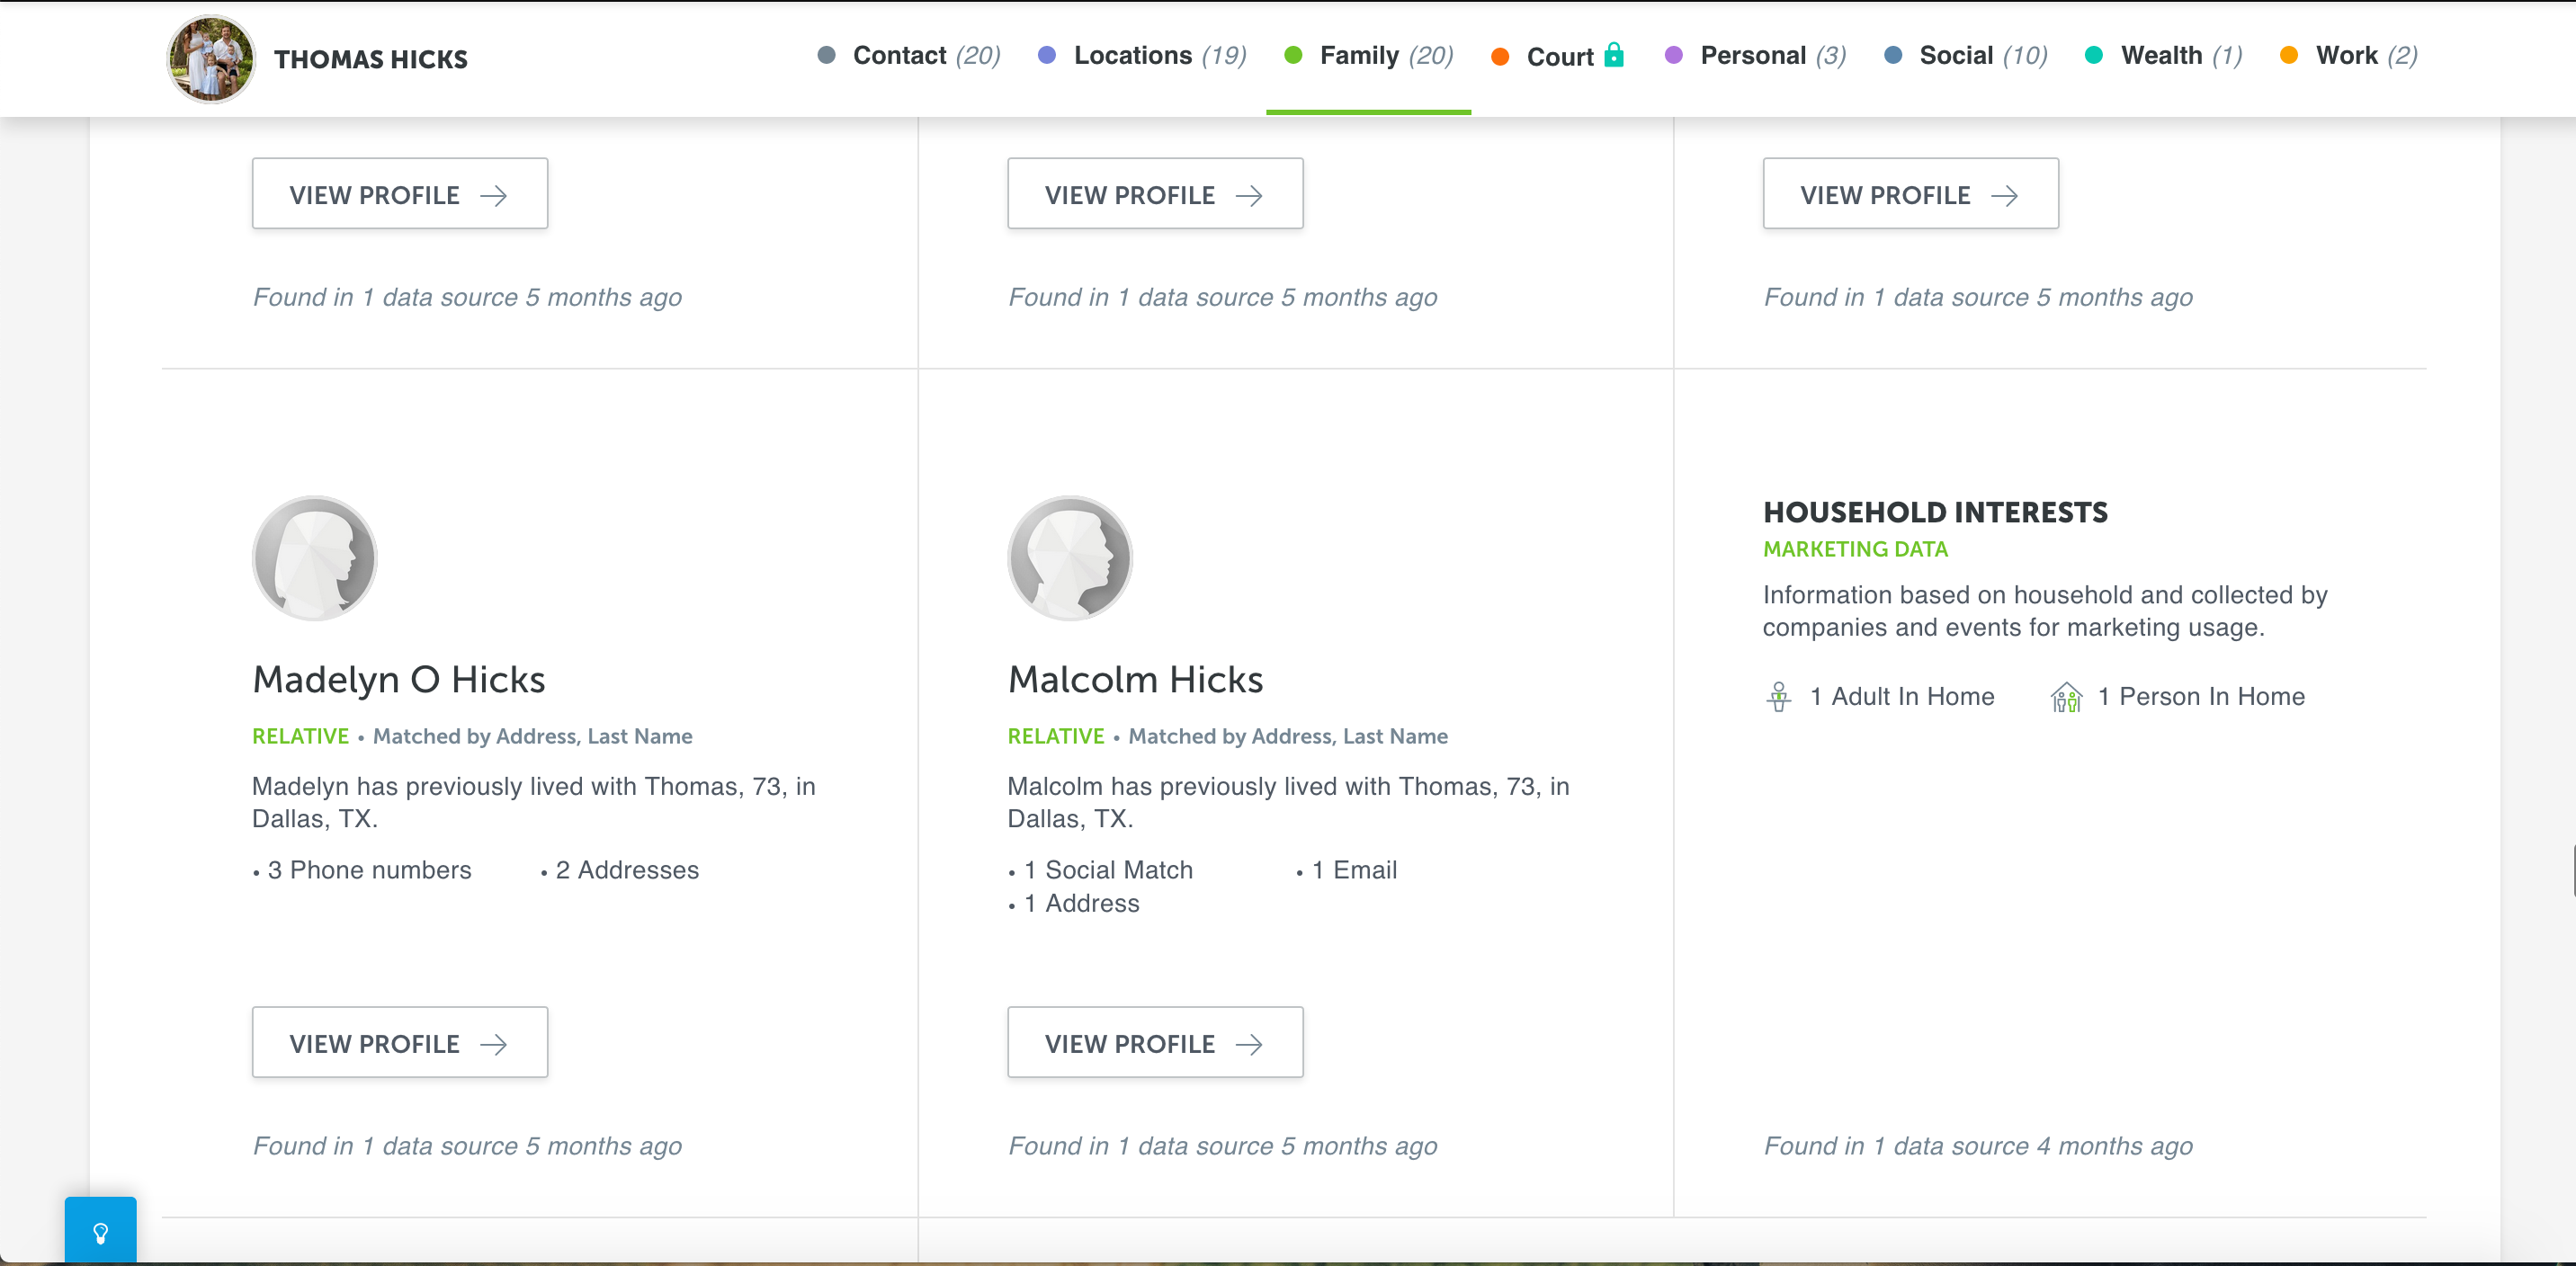 THOMAS HICKS
Contact (20)
Locations (19)
Family (20)
Court
Personal (3)
Social (10)
Wealth (1)
Work (2)
VIEW PROFILE
VIEW PROFILE
VIEW PROFILE
Found in 1 data source 5 months ago
Found in 1 data source 5 months ago
Found in 1 data source 5 months ago
Madelyn O Hicks
RELATIVE • Matched by Address, Last Name
Madelyn has previously lived with Thomas, 73, in
Dallas, TX.
• 3 Phone numbers
• 2 Addresses
VIEW PROFILE
Found in 1 data source 5 months ago
Malcolm Hicks
RELATIVE • Matched by Address, Last Name
Malcolm has previously lived with Thomas, 73, in
Dallas, TX.
• 1 Social Match
• 1 Email
• 1 Address
VIEW PROFILE
Found in 1 data source 5 months ago
HOUSEHOLD INTERESTS
MARKETING DATA
Information based on household and collected by
companies and events for marketing usage.
1 Adult In Home
1 Person In Home
Found in 1 data source 4 months ago